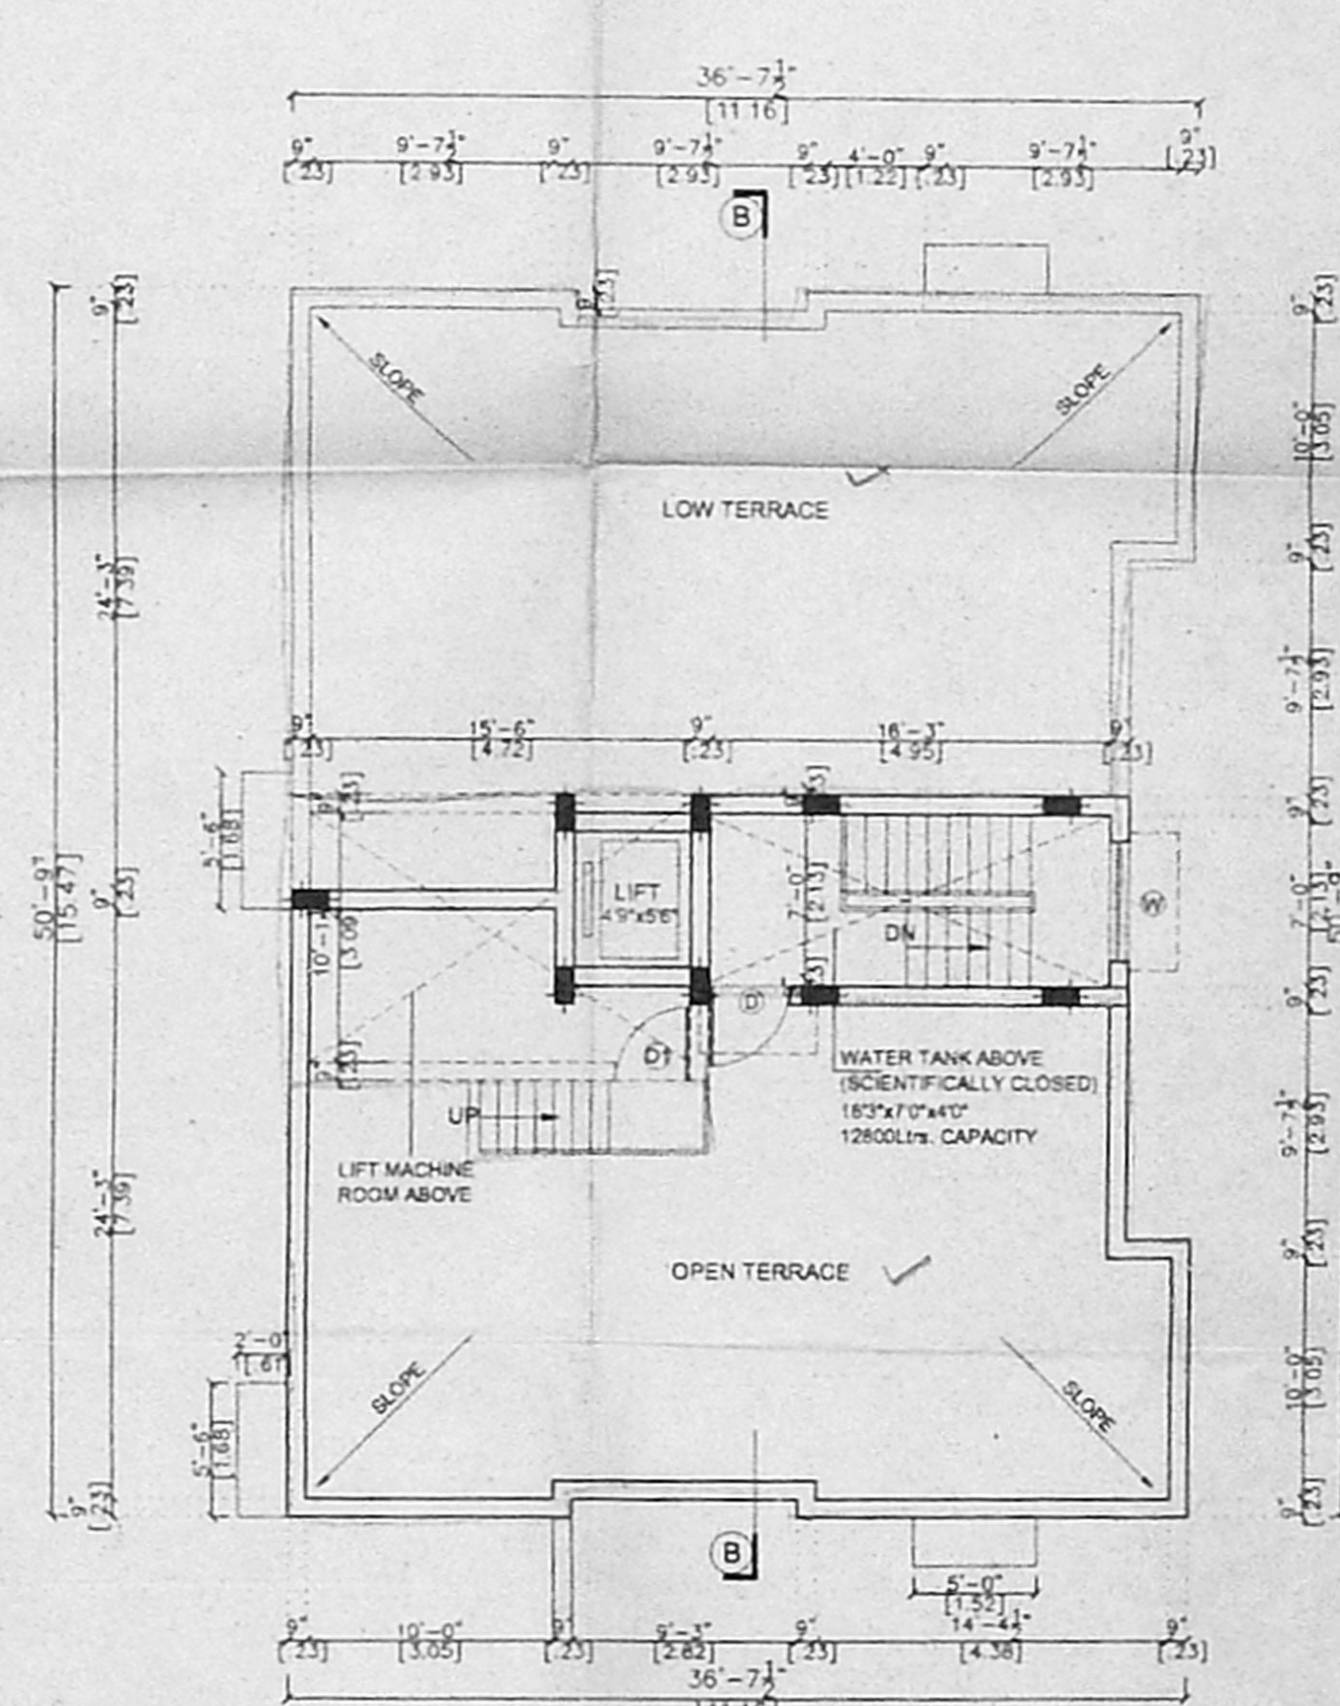 36'-7½"
[11.16]
9" 9'-7½" 9" 9'-7½" 9" 4'-0" 9" 9'-7½" 9"
[.23] [2.93] [.23] [2.93] [.23] [1.22] [.23] [2.93] [.23]
B
9"
[.23]
9"
[.23]
9"
[.23]
SLOPE
SLOPE
10'-0"
[3.05]
LOW TERRACE
24'-3"
[7.39]
9"
[.23]
9'-7½"
[2.93]
9" 15'-6" 9" 16'-3" 9"
[.23] [4.72] [.23] [4.95] [.23]
5'-6"
[1.68]
9"
[.23]
50'-9"
[15.47]
9"
[.23]
LIFT
4'9"x5'6"
7'-0"
[2.13]
DN
W
7'-0"
[2.13]
[3.09]
D
9"
[.23]
9"
[.23]
D1
WATER TANK ABOVE
(SCIENTIFICALLY CLOSED)
16'3"x7'0"x4'0"
12800Ltrs. CAPACITY
UP
9'-7½"
[2.93]
LIFT MACHINE
ROOM ABOVE
24'-3"
[7.39]
9"
[.23]
OPEN TERRACE
2'-0"
[.61]
SLOPE
SLOPE
10'-0"
[3.05]
5'-6"
[1.68]
9"
[.23]
9"
[.23]
B
5'-0"
[1.52]
9" 10'-0" 9" 9'-3" 9" 14'-4½" 9"
[.23] [3.05] [.23] [2.82] [.23] [4.38] [.23]
36'-7½"